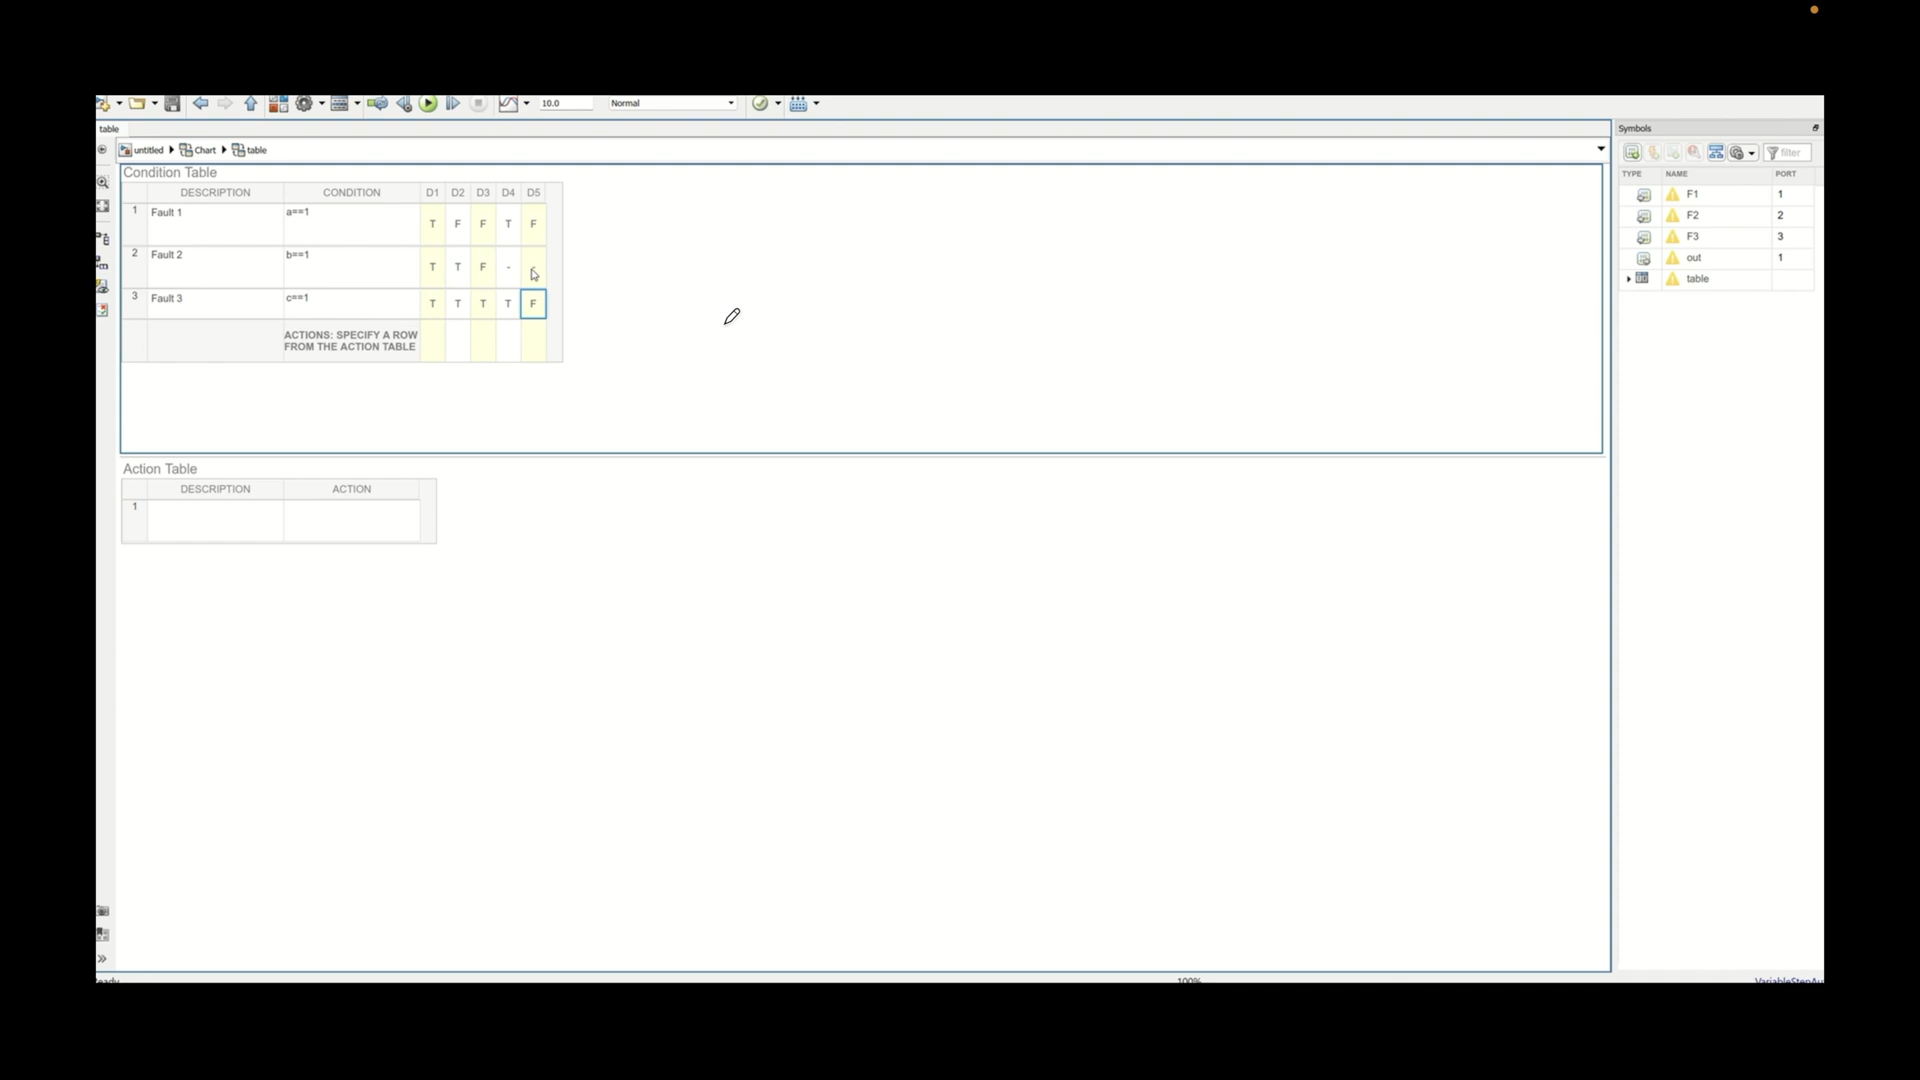 10.0 Normal
table
untitled Chart table
Condition Table
DESCRIPTION CONDITION D1 D2 D3 D4 D5
1 Fault 1 a==1 T F F T F
2 Fault 2 b==1 T T F - -
3 Fault 3 c==1 T T T T F
ACTIONS: SPECIFY A ROW
FROM THE ACTION TABLE
Action Table
DESCRIPTION ACTION
1
Symbols
filter
TYPE NAME PORT
F1 1
F2 2
F3 3
out 1
table
100%